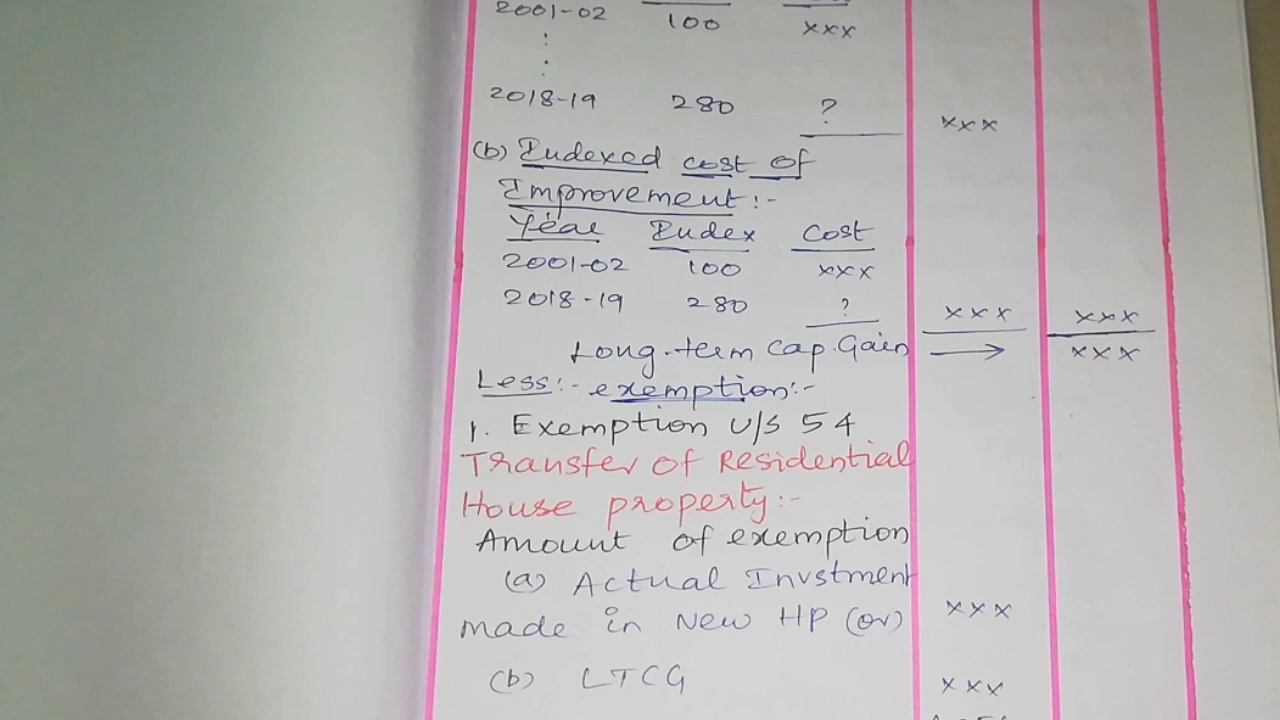 2001-02 100 xxx
:
2018-19 280 ? xxx
(b) Indexed cost of
Improvement:-
Year Index Cost
2001-02 100 xxx
2018-19 280 ? xxx xxx
Long-term cap.Gain → xxx
Less:- exemption:-
1. Exemption U/S 54
Transfer of Residential
House property:-
Amount of exemption
(a) Actual Invstment
made in New HP (or) xxx
(b) LTCG xxx